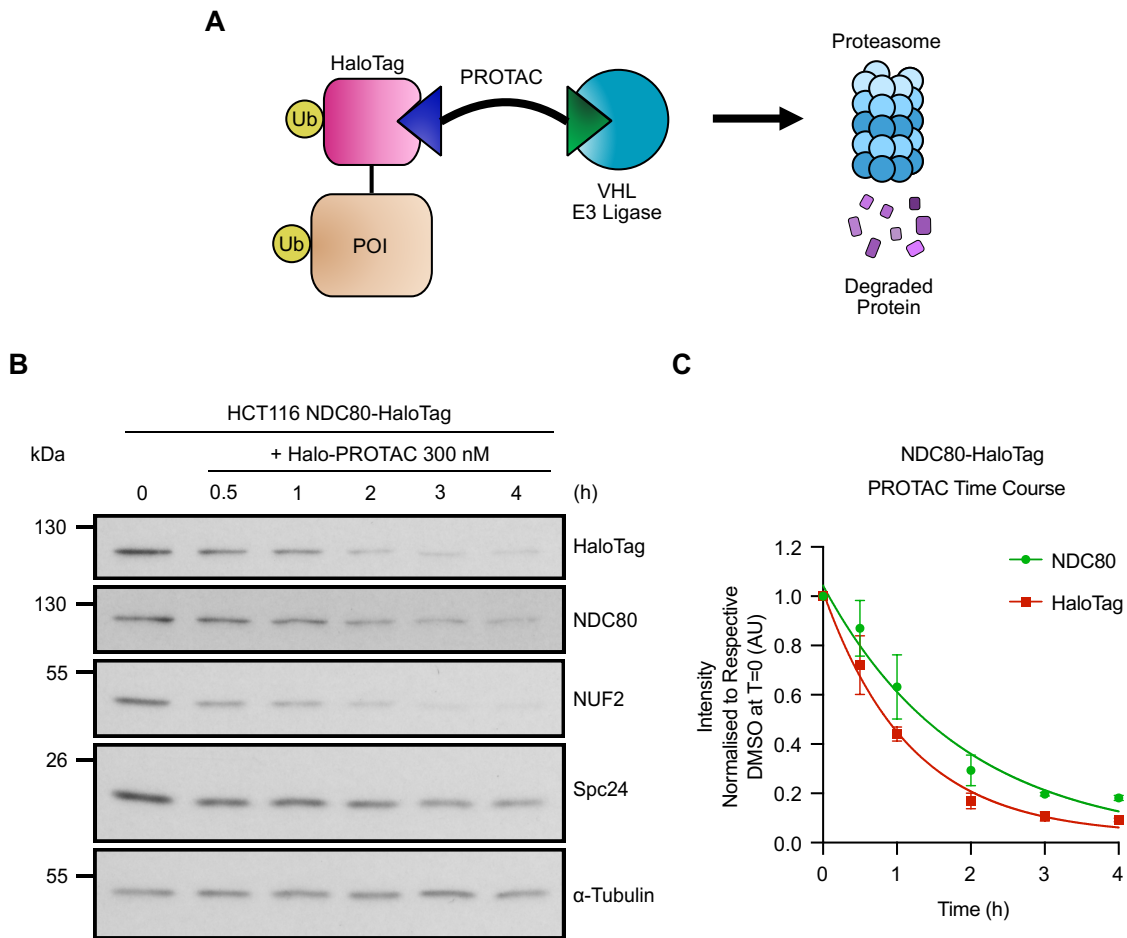 A
HaloTag
PROTAC
Proteasome
Ub
VHL
E3 Ligase
Ub
POI
Degraded
Protein
B
HCT116 NDC80-HaloTag
kDa
+ Halo-PROTAC 300 nM
0 0.5 1 2 3 4 (h)
130
HaloTag
130
NDC80
55
NUF2
26
Spc24
55
α-Tubulin
C
NDC80-HaloTag
PROTAC Time Course
Intensity
Normalised to Respective
DMSO at T=0 (AU)
1.2
1.0
0.8
0.6
0.4
0.2
0.0
NDC80
HaloTag
0 1 2 3 4
Time (h)